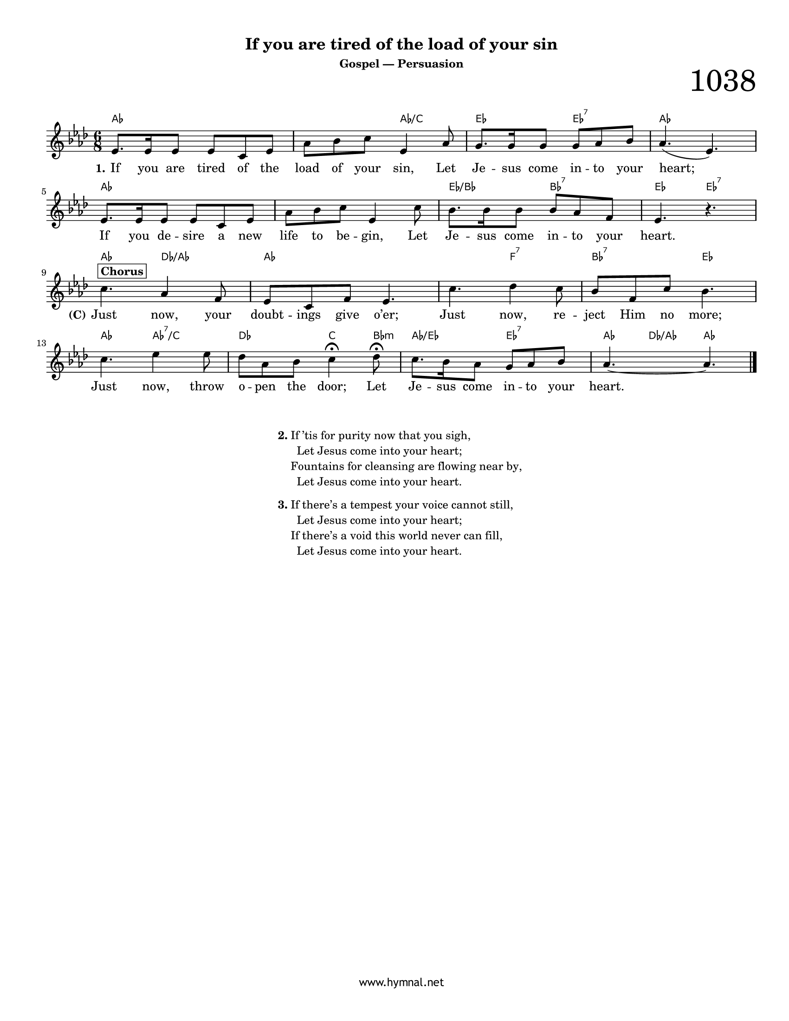 If you are tired of the load of your sin
Gospel — Persuasion
1038
A♭ A♭/C E♭ E♭7 A♭
6
8
1. If you are tired of the load of your sin, Let Je - sus come in - to your heart;
5
A♭ E♭/B♭ B♭7 E♭ E♭7
If you de - sire a new life to be - gin, Let Je - sus come in - to your heart.
9
A♭ D♭/A♭ A♭ F7 B♭7 E♭
Chorus
(C) Just now, your doubt - ings give o'er; Just now, re - ject Him no more;
13
A♭ A♭7/C D♭ C B♭m A♭/E♭ E♭7 A♭ D♭/A♭ A♭
Just now, throw o - pen the door; Let Je - sus come in - to your heart.
2. If 'tis for purity now that you sigh,
Let Jesus come into your heart;
Fountains for cleansing are flowing near by,
Let Jesus come into your heart.
3. If there's a tempest your voice cannot still,
Let Jesus come into your heart;
If there's a void this world never can fill,
Let Jesus come into your heart.
www.hymnal.net